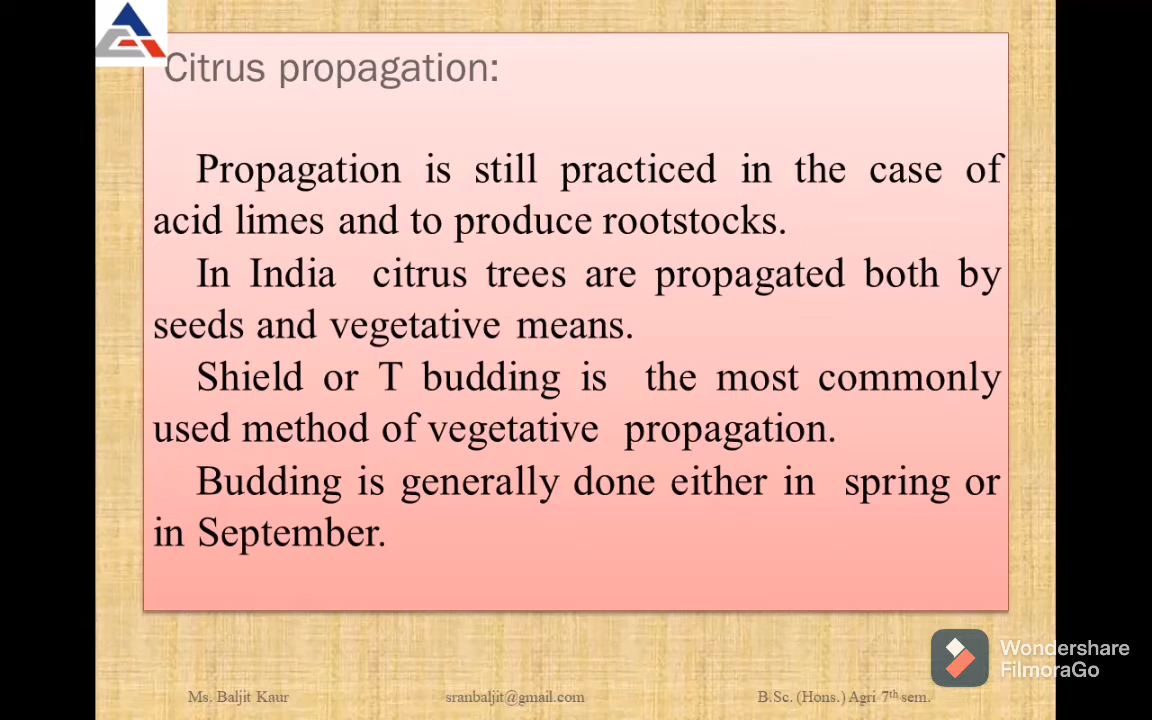 Citrus propagation:
Propagation is still practiced in the case of
acid limes and to produce rootstocks.
In India citrus trees are propagated both by
seeds and vegetative means.
Shield or T budding is the most commonly
used method of vegetative propagation.
Budding is generally done either in spring or
in September.
Wondershare
FilmoraGo
Ms. Baljit Kaur sranbaljit@gmail.com B.Sc. (Hons.) Agri 7th sem.